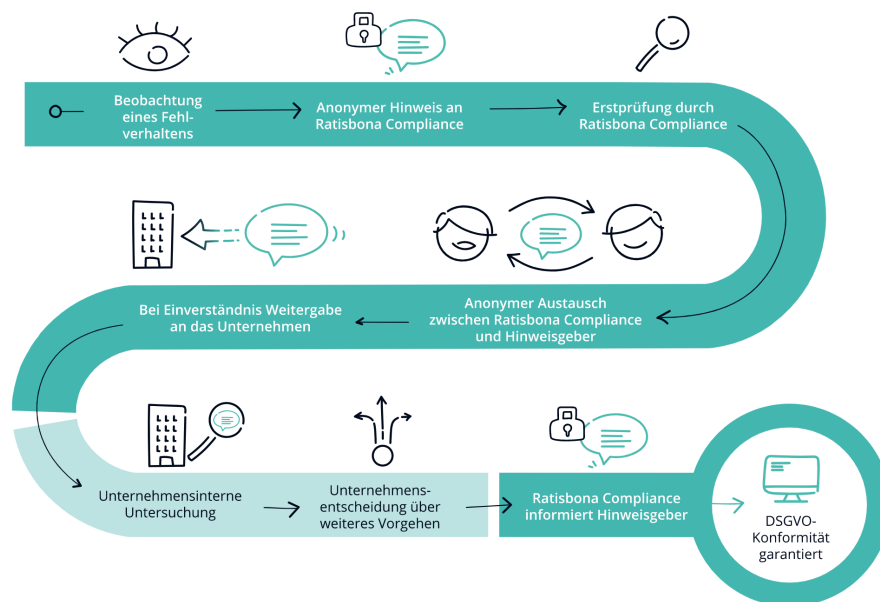 Beobachtung
eines Fehl-
verhaltens
Anonymer Hinweis an
Ratisbona Compliance
Erstprüfung durch
Ratisbona Compliance
Anonymer Austausch
zwischen Ratisbona Compliance
und Hinweisgeber
Bei Einverständnis Weitergabe
an das Unternehmen
Unternehmensinterne
Untersuchung
Unternehmens-
entscheidung über
weiteres Vorgehen
Ratisbona Compliance
informiert Hinweisgeber
DSGVO-
Konformität
garantiert